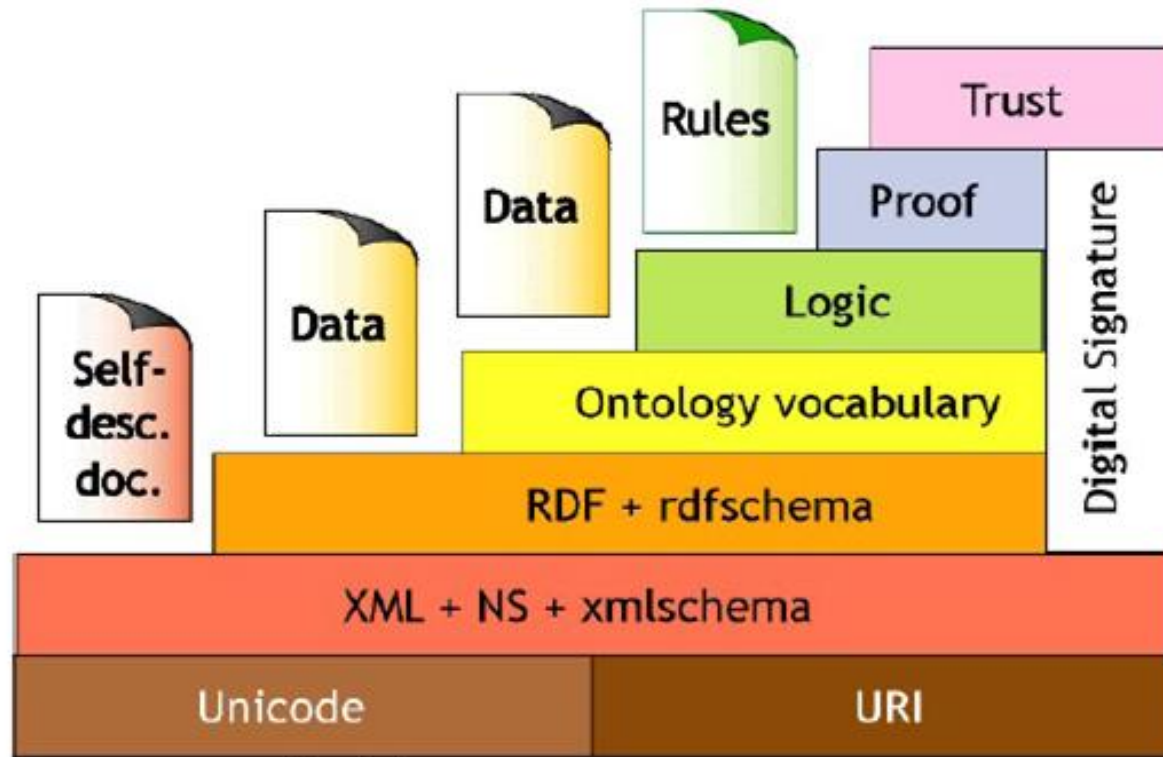 Rules
Trust
Data
Proof
Data
Logic
Self-
desc.
doc.
Ontology vocabulary
Digital Signature
RDF + rdfschema
XML + NS + xmlschema
Unicode
URI